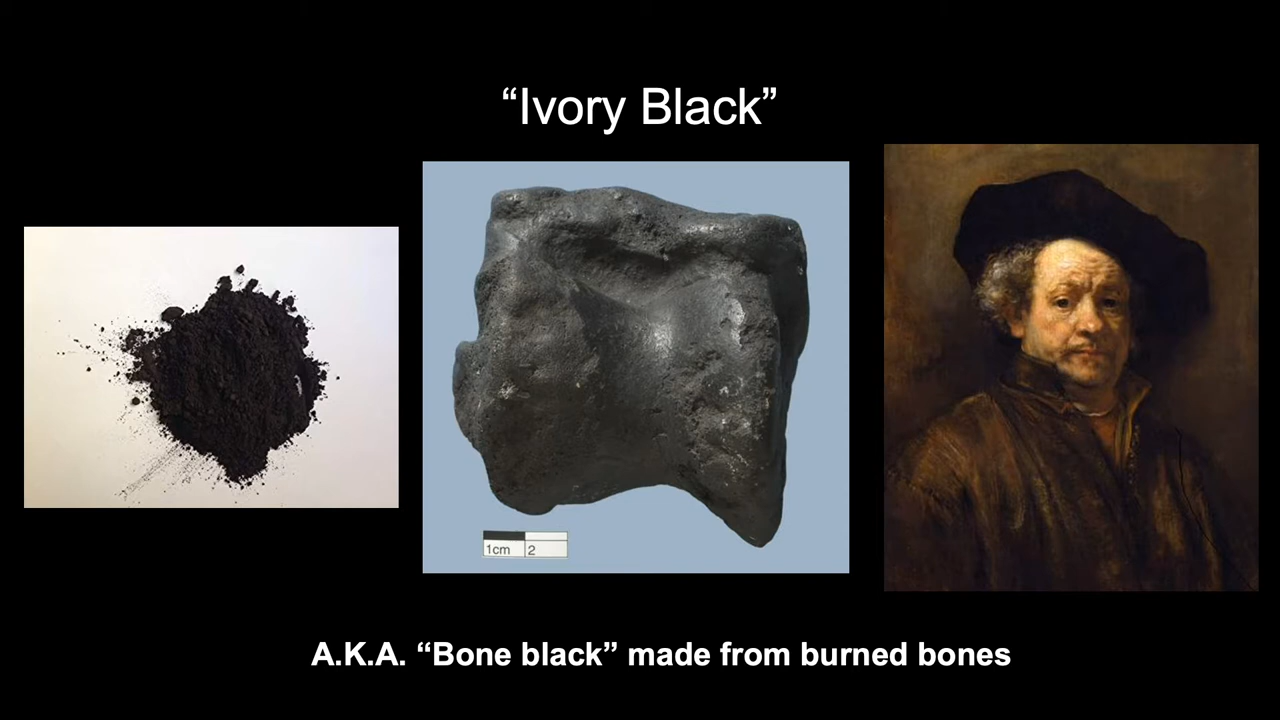 “Ivory Black”
1cm 2
A.K.A. “Bone black” made from burned bones